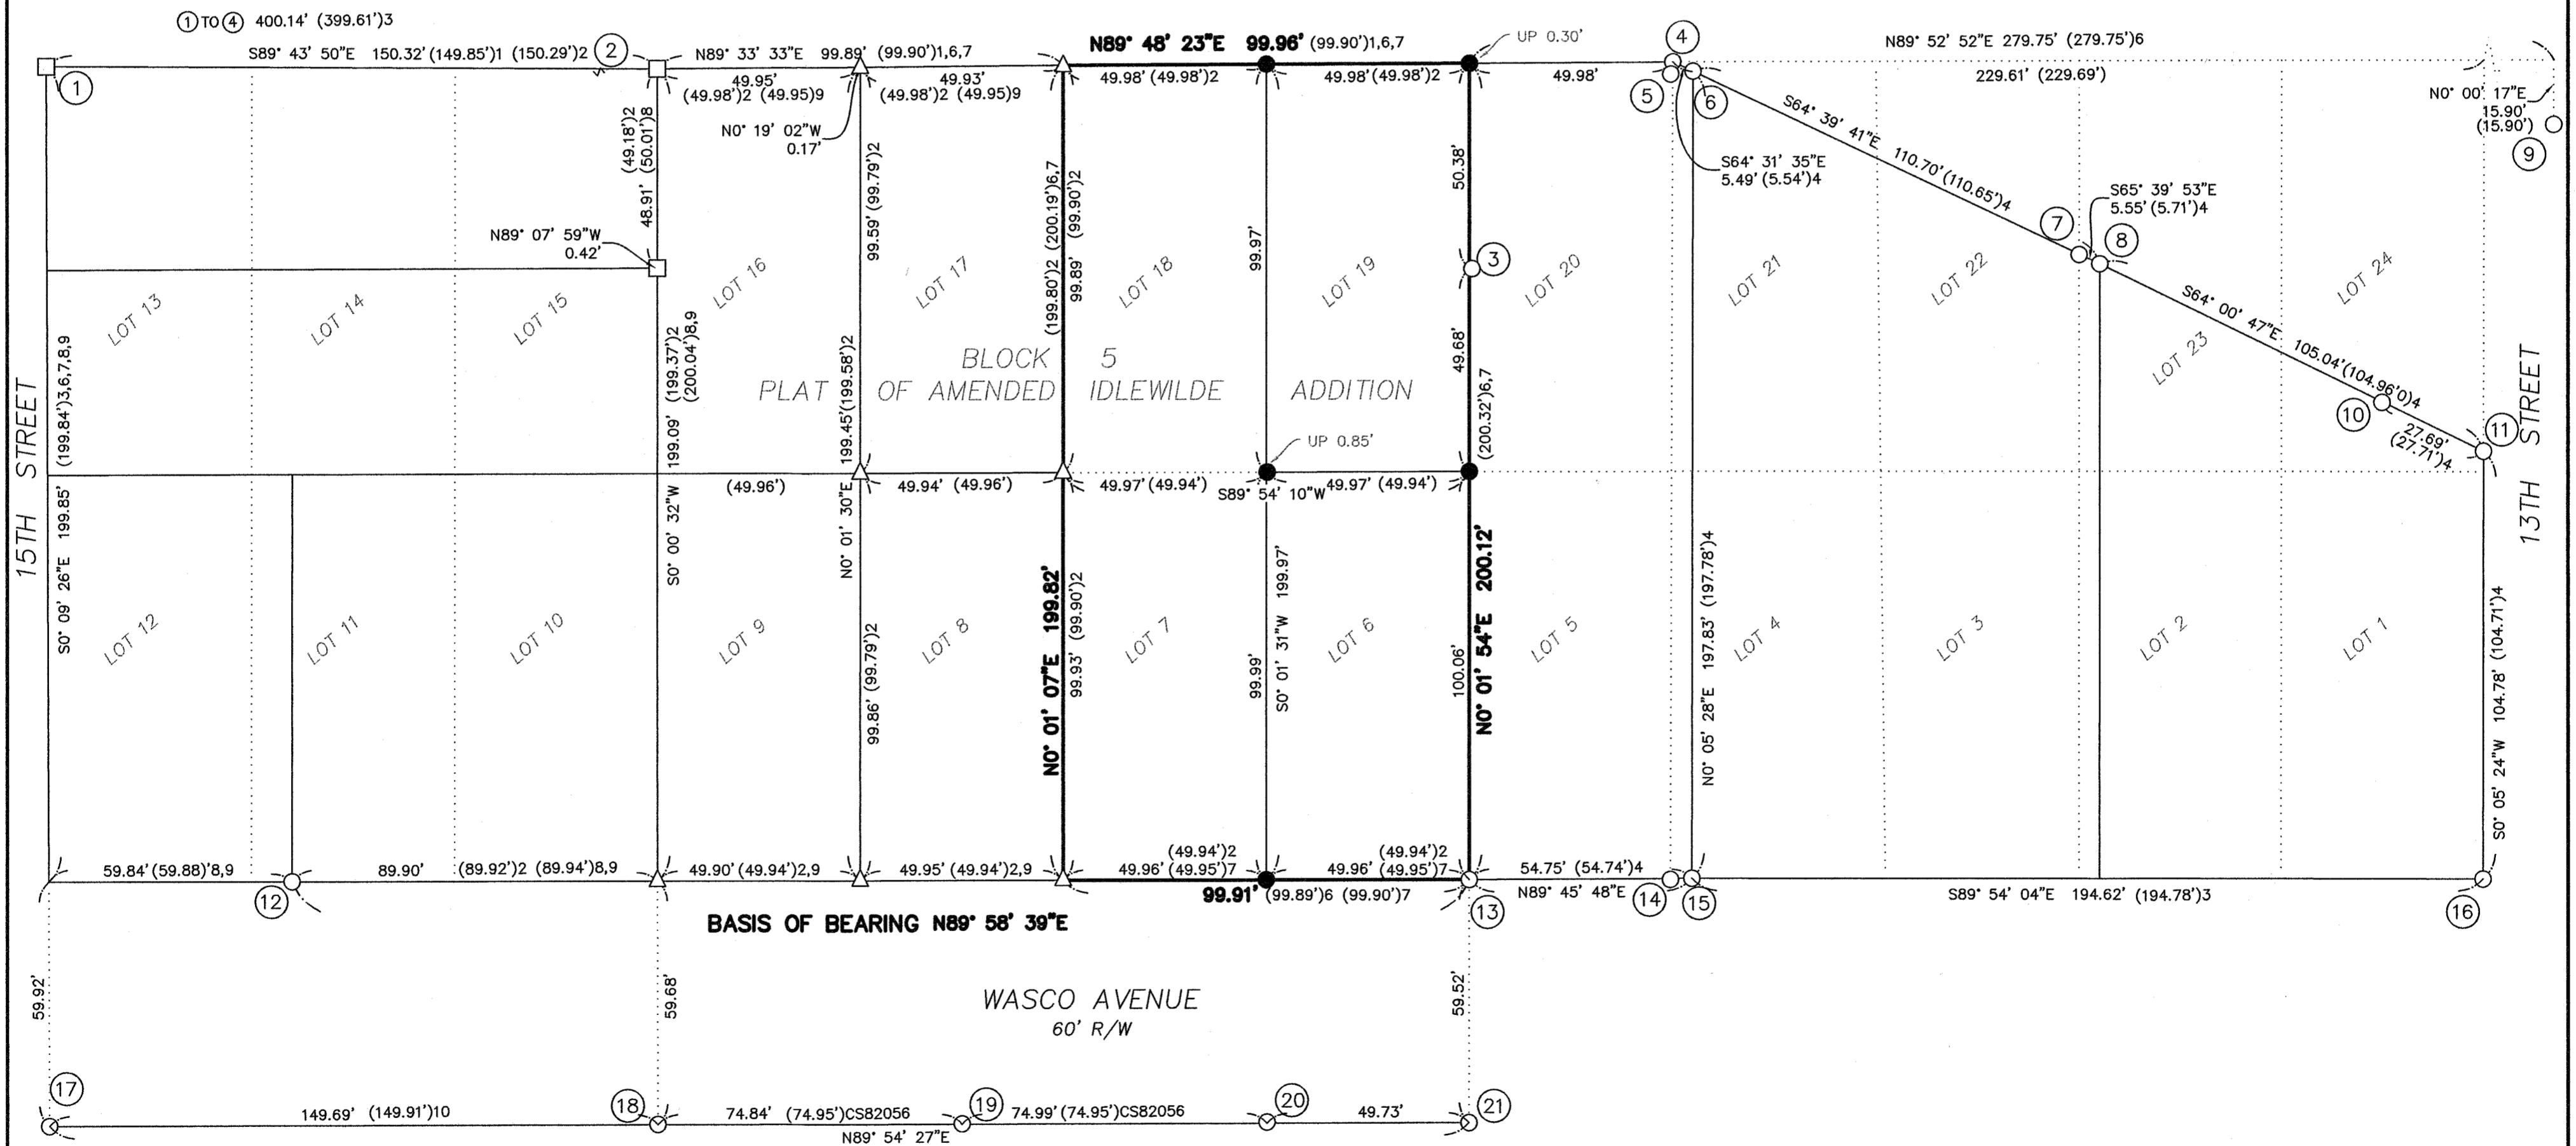 ① TO ④ 400.14' (399.61')3
S89° 43' 50"E 150.32' (149.85')1 (150.29')2
②
N89° 33' 33"E 99.89' (99.90')1,6,7
N89° 48' 23"E 99.96' (99.90')1,6,7
UP 0.30'
④
N89° 52' 52"E 279.75' (279.75')6
①
49.95'
(49.98')2 (49.95)9
49.93'
(49.98')2 (49.95)9
49.98' (49.98')2
49.98' (49.98')2
49.98'
⑤
⑥
229.61' (229.69')
N0° 00' 17"E
15.90'
(15.90')
⑨
N0° 19' 02"W
0.17'
(49.18')2
48.91' (50.01')8
N89° 07' 59"W
0.42'
99.59' (99.79')2
(199.80')2 (200.19')6,7
99.89' (99.90')2
99.97'
50.38'
③
S64° 39' 41"E 110.70' (110.65')4
S64° 31' 35"E
5.49' (5.54')4
S65° 39' 53"E
5.55' (5.71')4
⑦
⑧
S64° 00' 47"E 105.04' (104.96'0)4
⑩
27.69'
(27.71')4
⑪
LOT 13
LOT 14
LOT 15
LOT 16
LOT 17
LOT 18
LOT 19
LOT 20
LOT 21
LOT 22
LOT 23
LOT 24
BLOCK 5
PLAT OF AMENDED IDLEWILDE ADDITION
15TH STREET
13TH STREET
(199.84')3,6,7,8,9
S0° 09' 26"E 199.85'
S0° 00' 32"W 199.09' (199.37')2
(200.04')8,9
N0° 01' 30"E 199.45' (199.58')2
49.68'
(200.32')6,7
UP 0.85'
(49.96')
49.94' (49.96')
49.97' (49.94')
S89° 54' 10"W
49.97' (49.94')
99.86' (99.79')2
N0° 01' 07"E 199.82'
99.93' (99.90')2
99.99'
S0° 01' 31"W 199.97'
100.06'
N0° 01' 54"E 200.12'
N0° 05' 28"E 197.83' (197.78')4
S0° 05' 24"W 104.78' (104.71')4
LOT 12
LOT 11
LOT 10
LOT 9
LOT 8
LOT 7
LOT 6
LOT 5
LOT 4
LOT 3
LOT 2
LOT 1
59.84' (59.88')'8,9
89.90' (89.92')2 (89.94')8,9
49.90' (49.94')2,9
49.95' (49.94')2,9
(49.94')2
49.96' (49.95')7
(49.94')2
49.96' (49.95')7
54.75' (54.74')4
⑫
99.91' (99.89')6 (99.90')7
⑬
N89° 45' 48"E
⑭
⑮
S89° 54' 04"E 194.62' (194.78')3
⑯
BASIS OF BEARING N89° 58' 39"E
59.92'
59.68'
59.52'
WASCO AVENUE
60' R/W
⑰
149.69' (149.91')10
⑱
74.84' (74.95')CS82056
⑲
74.99' (74.95')CS82056
⑳
49.73'
㉑
N89° 54' 27"E